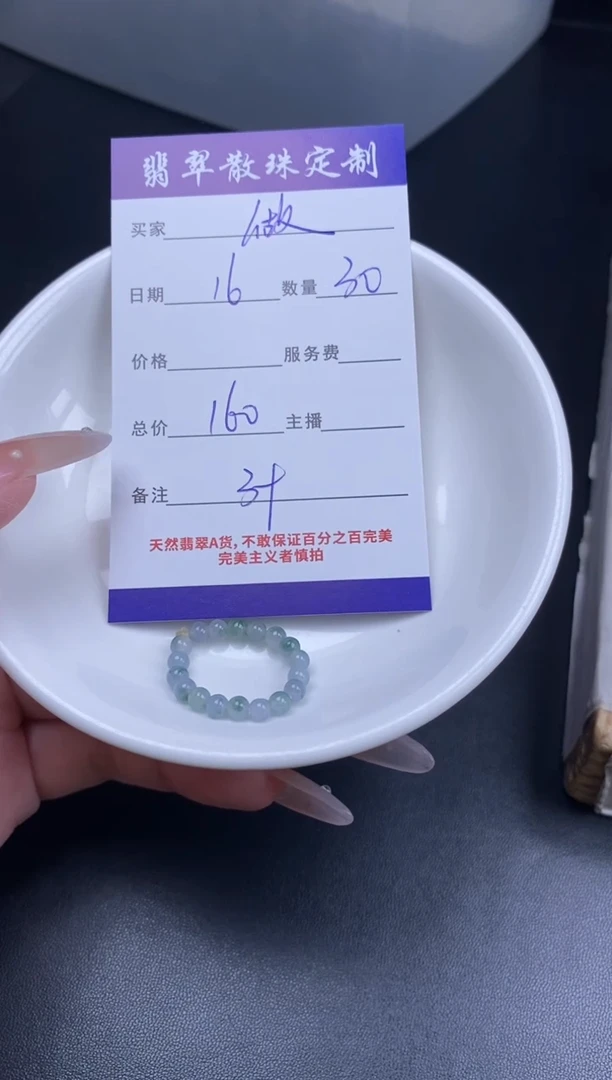 翡翠散珠定制
买家 做
日期 16 数量 30
价格 服务费
总价 160 主播
备注
天然翡翠A货，不敢保证百分之百完美
完美主义者慎拍